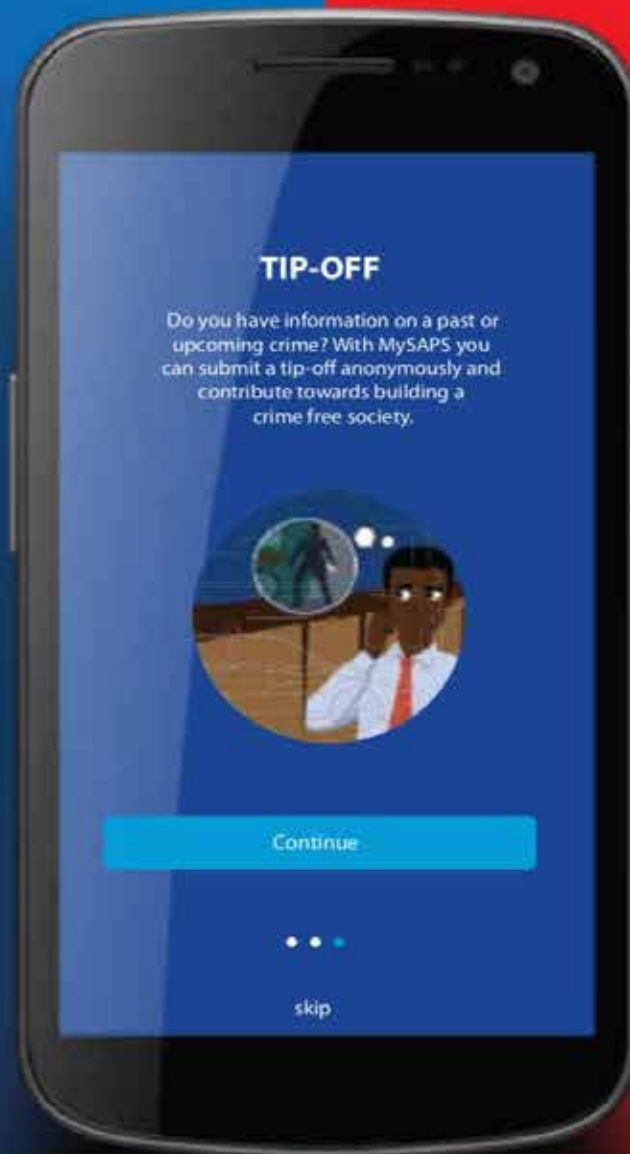 TIP-OFF
Do you have information on a past or
upcoming crime? With MySAPS you
can submit a tip-off anonymously and
contribute towards building a
crime free society.
Continue
skip